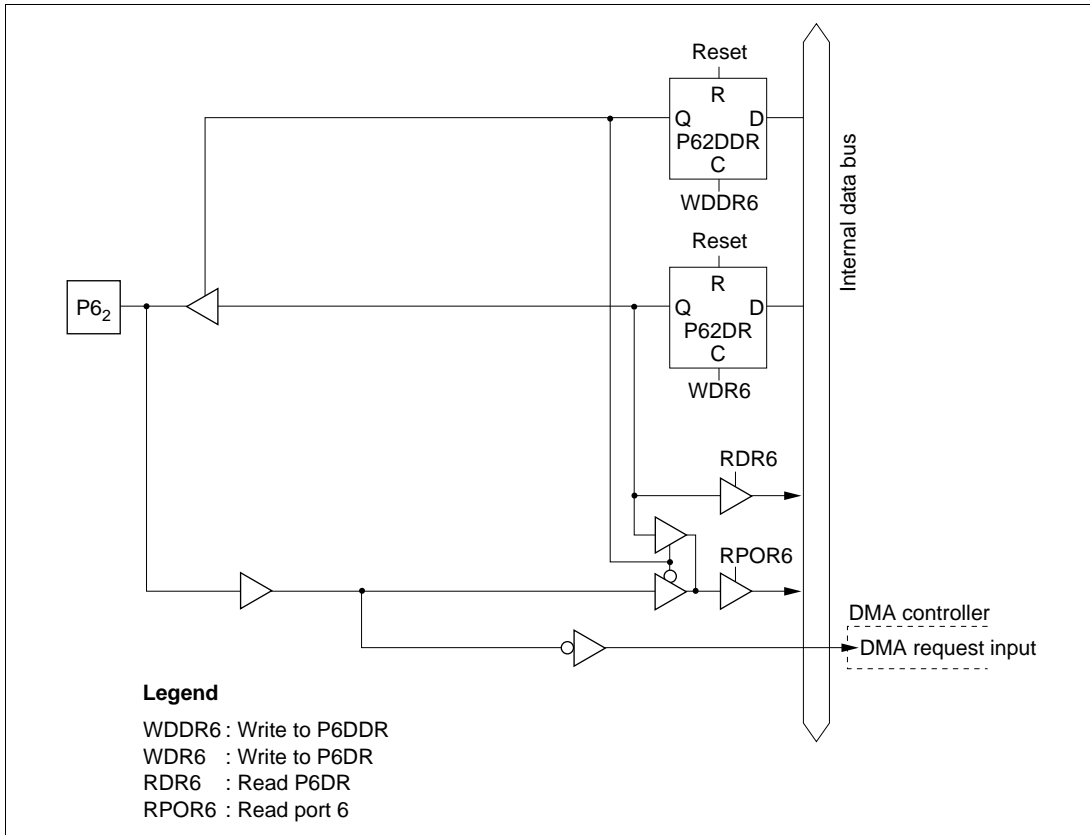 Reset
R
Q D
P62DDR
C
WDDR6
Internal data bus
Reset
R
P6₂
Q D
P62DR
C
WDR6
RDR6
RPOR6
DMA controller
DMA request input
Legend
WDDR6 : Write to P6DDR
WDR6 : Write to P6DR
RDR6 : Read P6DR
RPOR6 : Read port 6